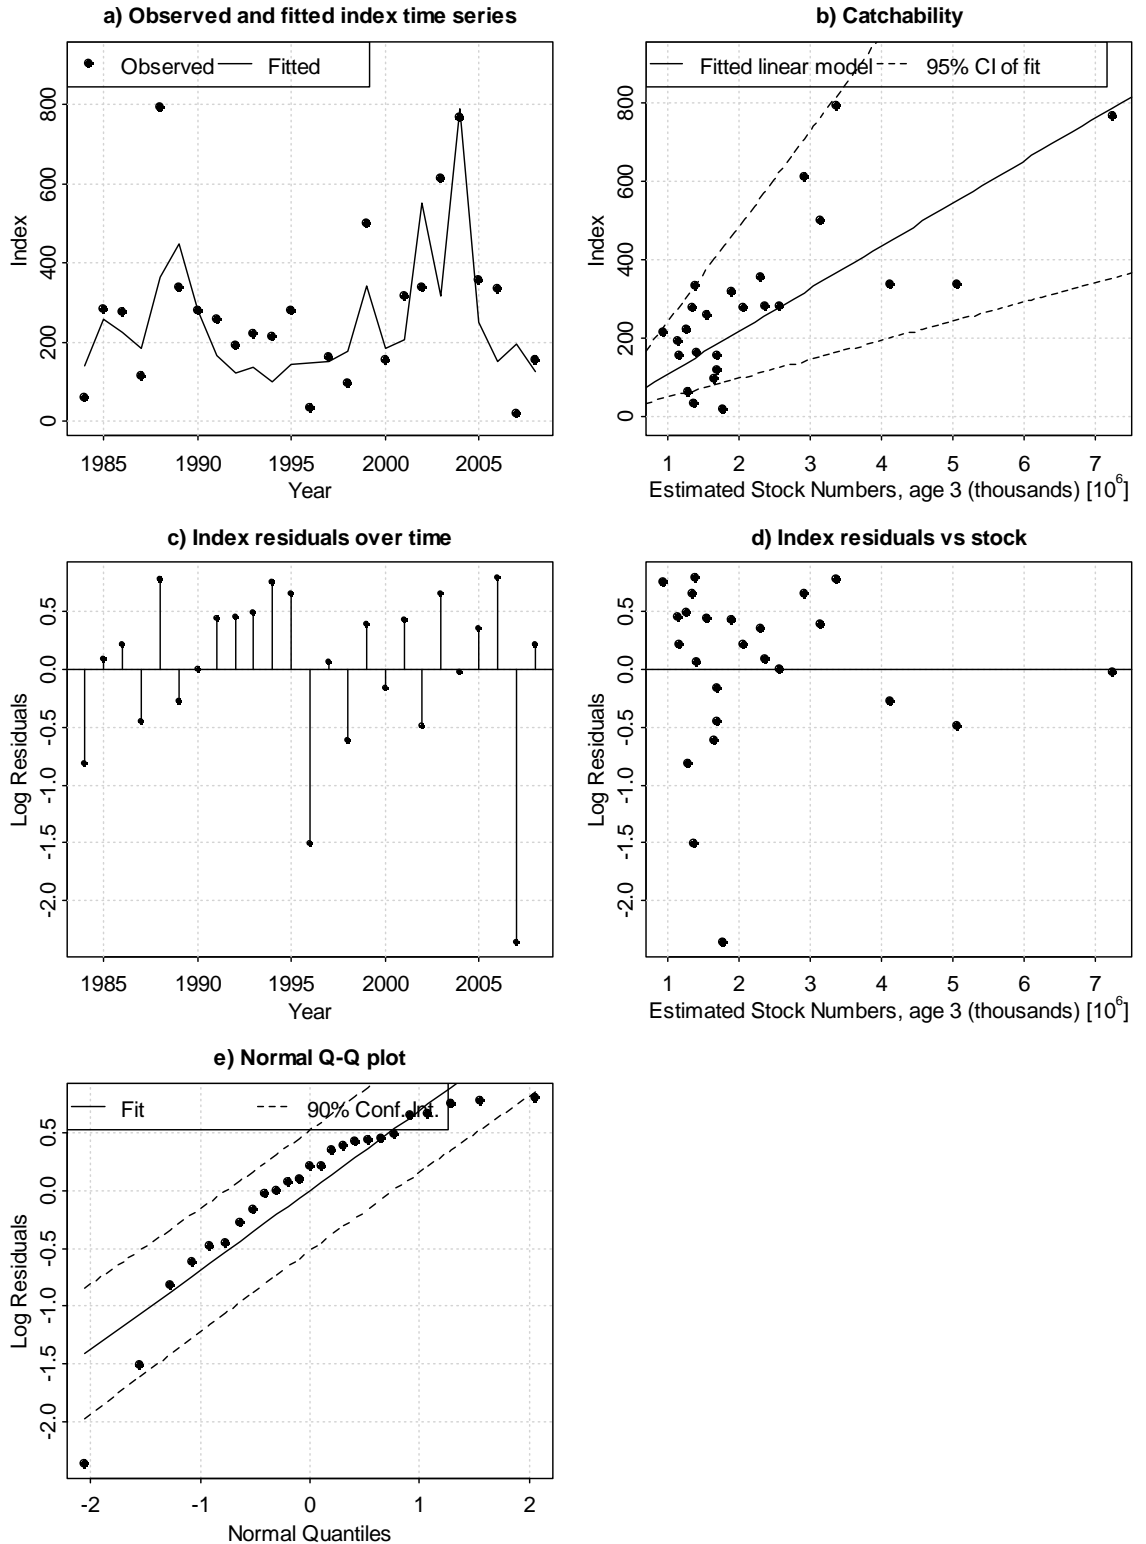 a) Observed and fitted index time series
Observed Fitted
Index
0 200 400 600 800
1985 1990 1995 2000 2005
Year
b) Catchability
Fitted linear model 95% CI of fit
Index
0 200 400 600 800
1 2 3 4 5 6 7
Estimated Stock Numbers, age 3 (thousands) [10^6]
c) Index residuals over time
Log Residuals
-2.0 -1.5 -1.0 -0.5 0.0 0.5
1985 1990 1995 2000 2005
Year
d) Index residuals vs stock
Log Residuals
-2.0 -1.5 -1.0 -0.5 0.0 0.5
1 2 3 4 5 6 7
Estimated Stock Numbers, age 3 (thousands) [10^6]
e) Normal Q-Q plot
Fit 90% Conf. Int.
Log Residuals
-2.0 -1.5 -1.0 -0.5 0.0 0.5
-2 -1 0 1 2
Normal Quantiles